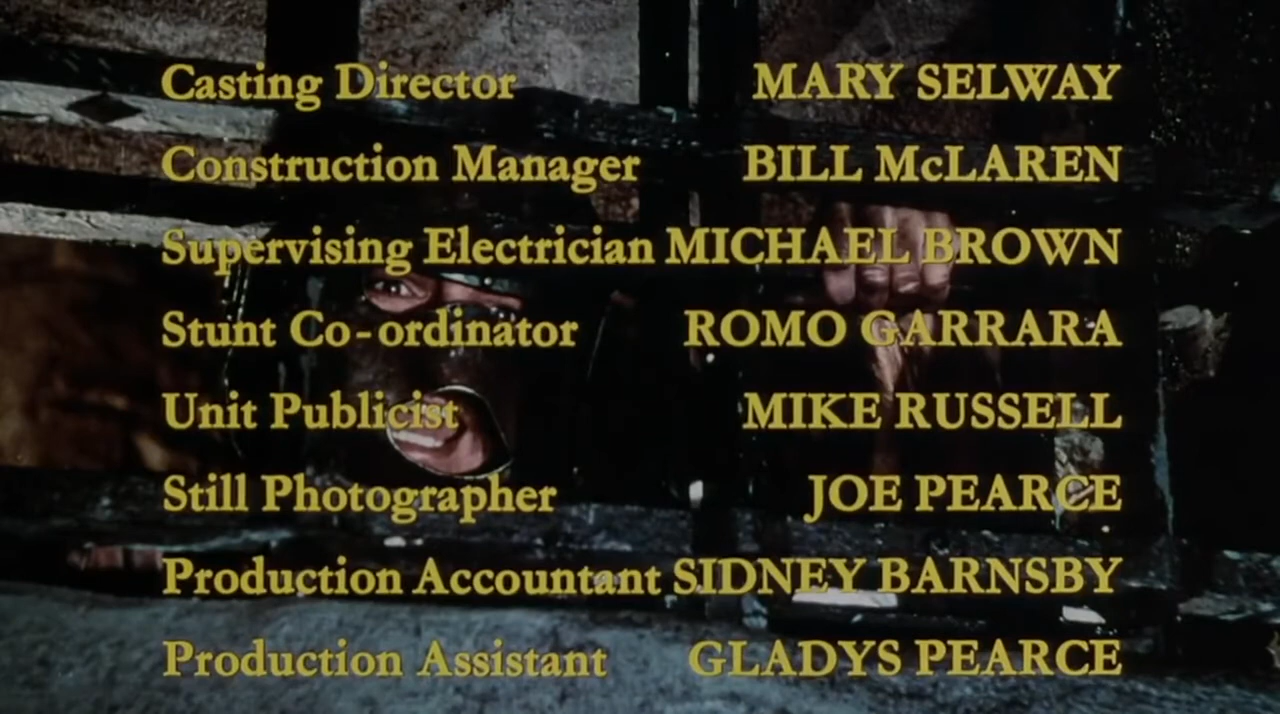 Casting Director MARY SELWAY
Construction Manager BILL McLAREN
Supervising Electrician MICHAEL BROWN
Stunt Co-ordinator ROMO GARRARA
Unit Publicist MIKE RUSSELL
Still Photographer JOE PEARCE
Production Accountant SIDNEY BARNSBY
Production Assistant GLADYS PEARCE